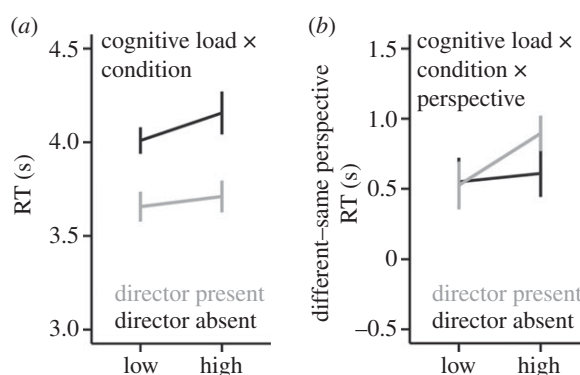 (a)
cognitive load ×
condition
4.5
4.0
3.5
3.0
RT (s)
director present
director absent
low
high
(b)
cognitive load ×
condition ×
perspective
1.5
1.0
0.5
0
–0.5
different–same perspective
RT (s)
director present
director absent
low
high